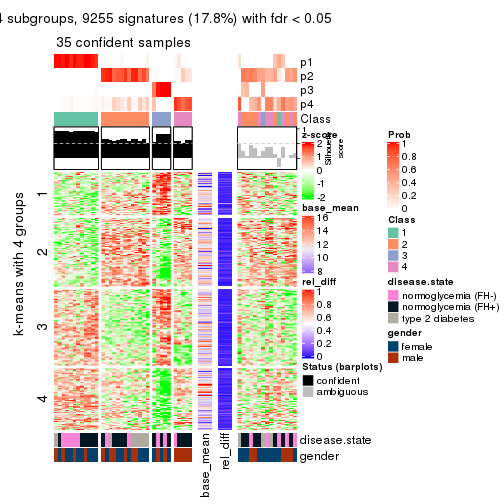 4 subgroups, 9255 signatures (17.8%) with fdr < 0.05
35 confident samples
p1
p2
p3
p4
Class
1
Silhouette
score
z-score
2
1
0
-1
-2
base_mean
16
14
12
10
8
rel_diff
1
0.8
0.6
0.4
0.2
0
Status (barplots)
confident
ambiguous
Prob
1
0.8
0.6
0.4
0.2
0
Class
1
2
3
4
disease.state
normoglycemia (FH-)
normoglycemia (FH+)
type 2 diabetes
gender
female
male
k-means with 4 groups
1
2
3
4
disease.state
gender
base_mean
rel_diff